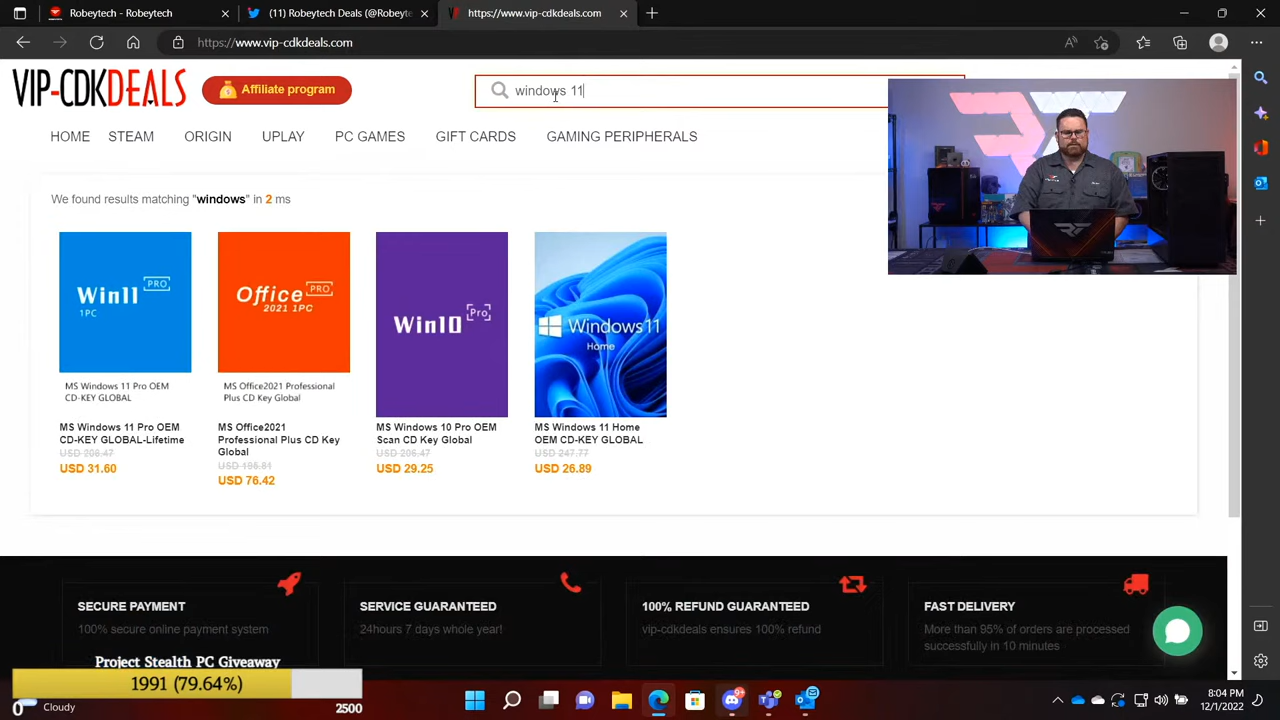 Robeytech - Robeytech
(11) Robeytech Deals (@Robeyte
https://www.vip-cdkdeals.com
https://www.vip-cdkdeals.com
VIP-CDKDEALS
Affiliate program
windows 11
HOME
STEAM
ORIGIN
UPLAY
PC GAMES
GIFT CARDS
GAMING PERIPHERALS
We found results matching "windows" in 2 ms
Win11 PRO
1PC
MS Windows 11 Pro OEM
CD-KEY GLOBAL
MS Windows 11 Pro OEM
CD-KEY GLOBAL-Lifetime
USD 206.47
USD 31.60
Office PRO
2021 1PC
MS Office2021 Professional
Plus CD Key Global
MS Office2021
Professional Plus CD Key
Global
USD 195.81
USD 76.42
Win10 Pro
MS Windows 10 Pro OEM
Scan CD Key Global
USD 206.47
USD 29.25
Windows11
Home
MS Windows 11 Home
OEM CD-KEY GLOBAL
USD 247.77
USD 26.89
SECURE PAYMENT
100% secure online payment system
SERVICE GUARANTEED
24hours 7 days whole year!
100% REFUND GUARANTEED
vip-cdkdeals ensures 100% refund
FAST DELIVERY
More than 95% of orders are processed
successfully in 10 minutes
Project Stealth PC Giveaway
1991 (79.64%)
0
2500
Cloudy
8:04 PM
12/1/2022